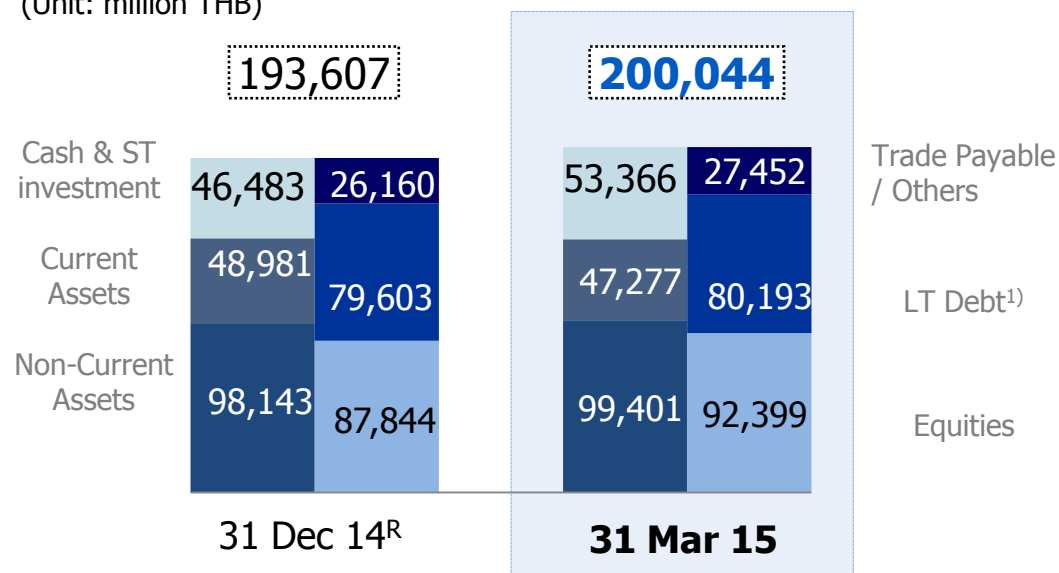 (Unit: million THB)
193,607
200,044
Cash & ST
investment
46,483
26,160
53,366
27,452
Trade Payable
/ Others
Current
Assets
48,981
79,603
47,277
80,193
LT Debt1)
Non-Current
Assets
98,143
87,844
99,401
92,399
Equities
31 Dec 14R
31 Mar 15